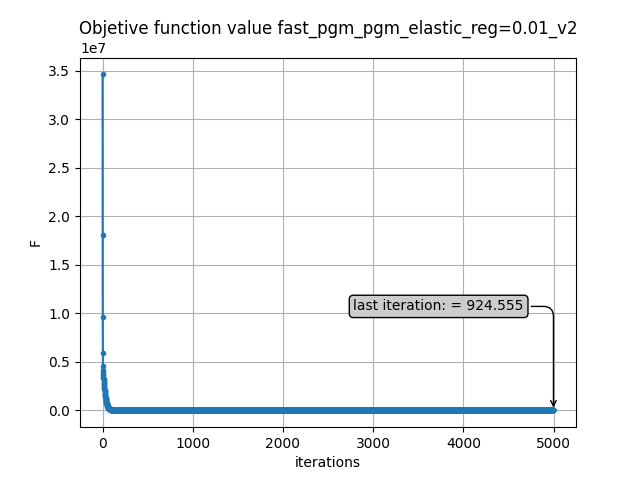 Objetive function value fast_pgm_pgm_elastic_reg=0.01_v2
1e7
3.5
3.0
2.5
2.0
1.5
1.0
0.5
0.0
F
last iteration: = 924.555
0 1000 2000 3000 4000 5000
iterations